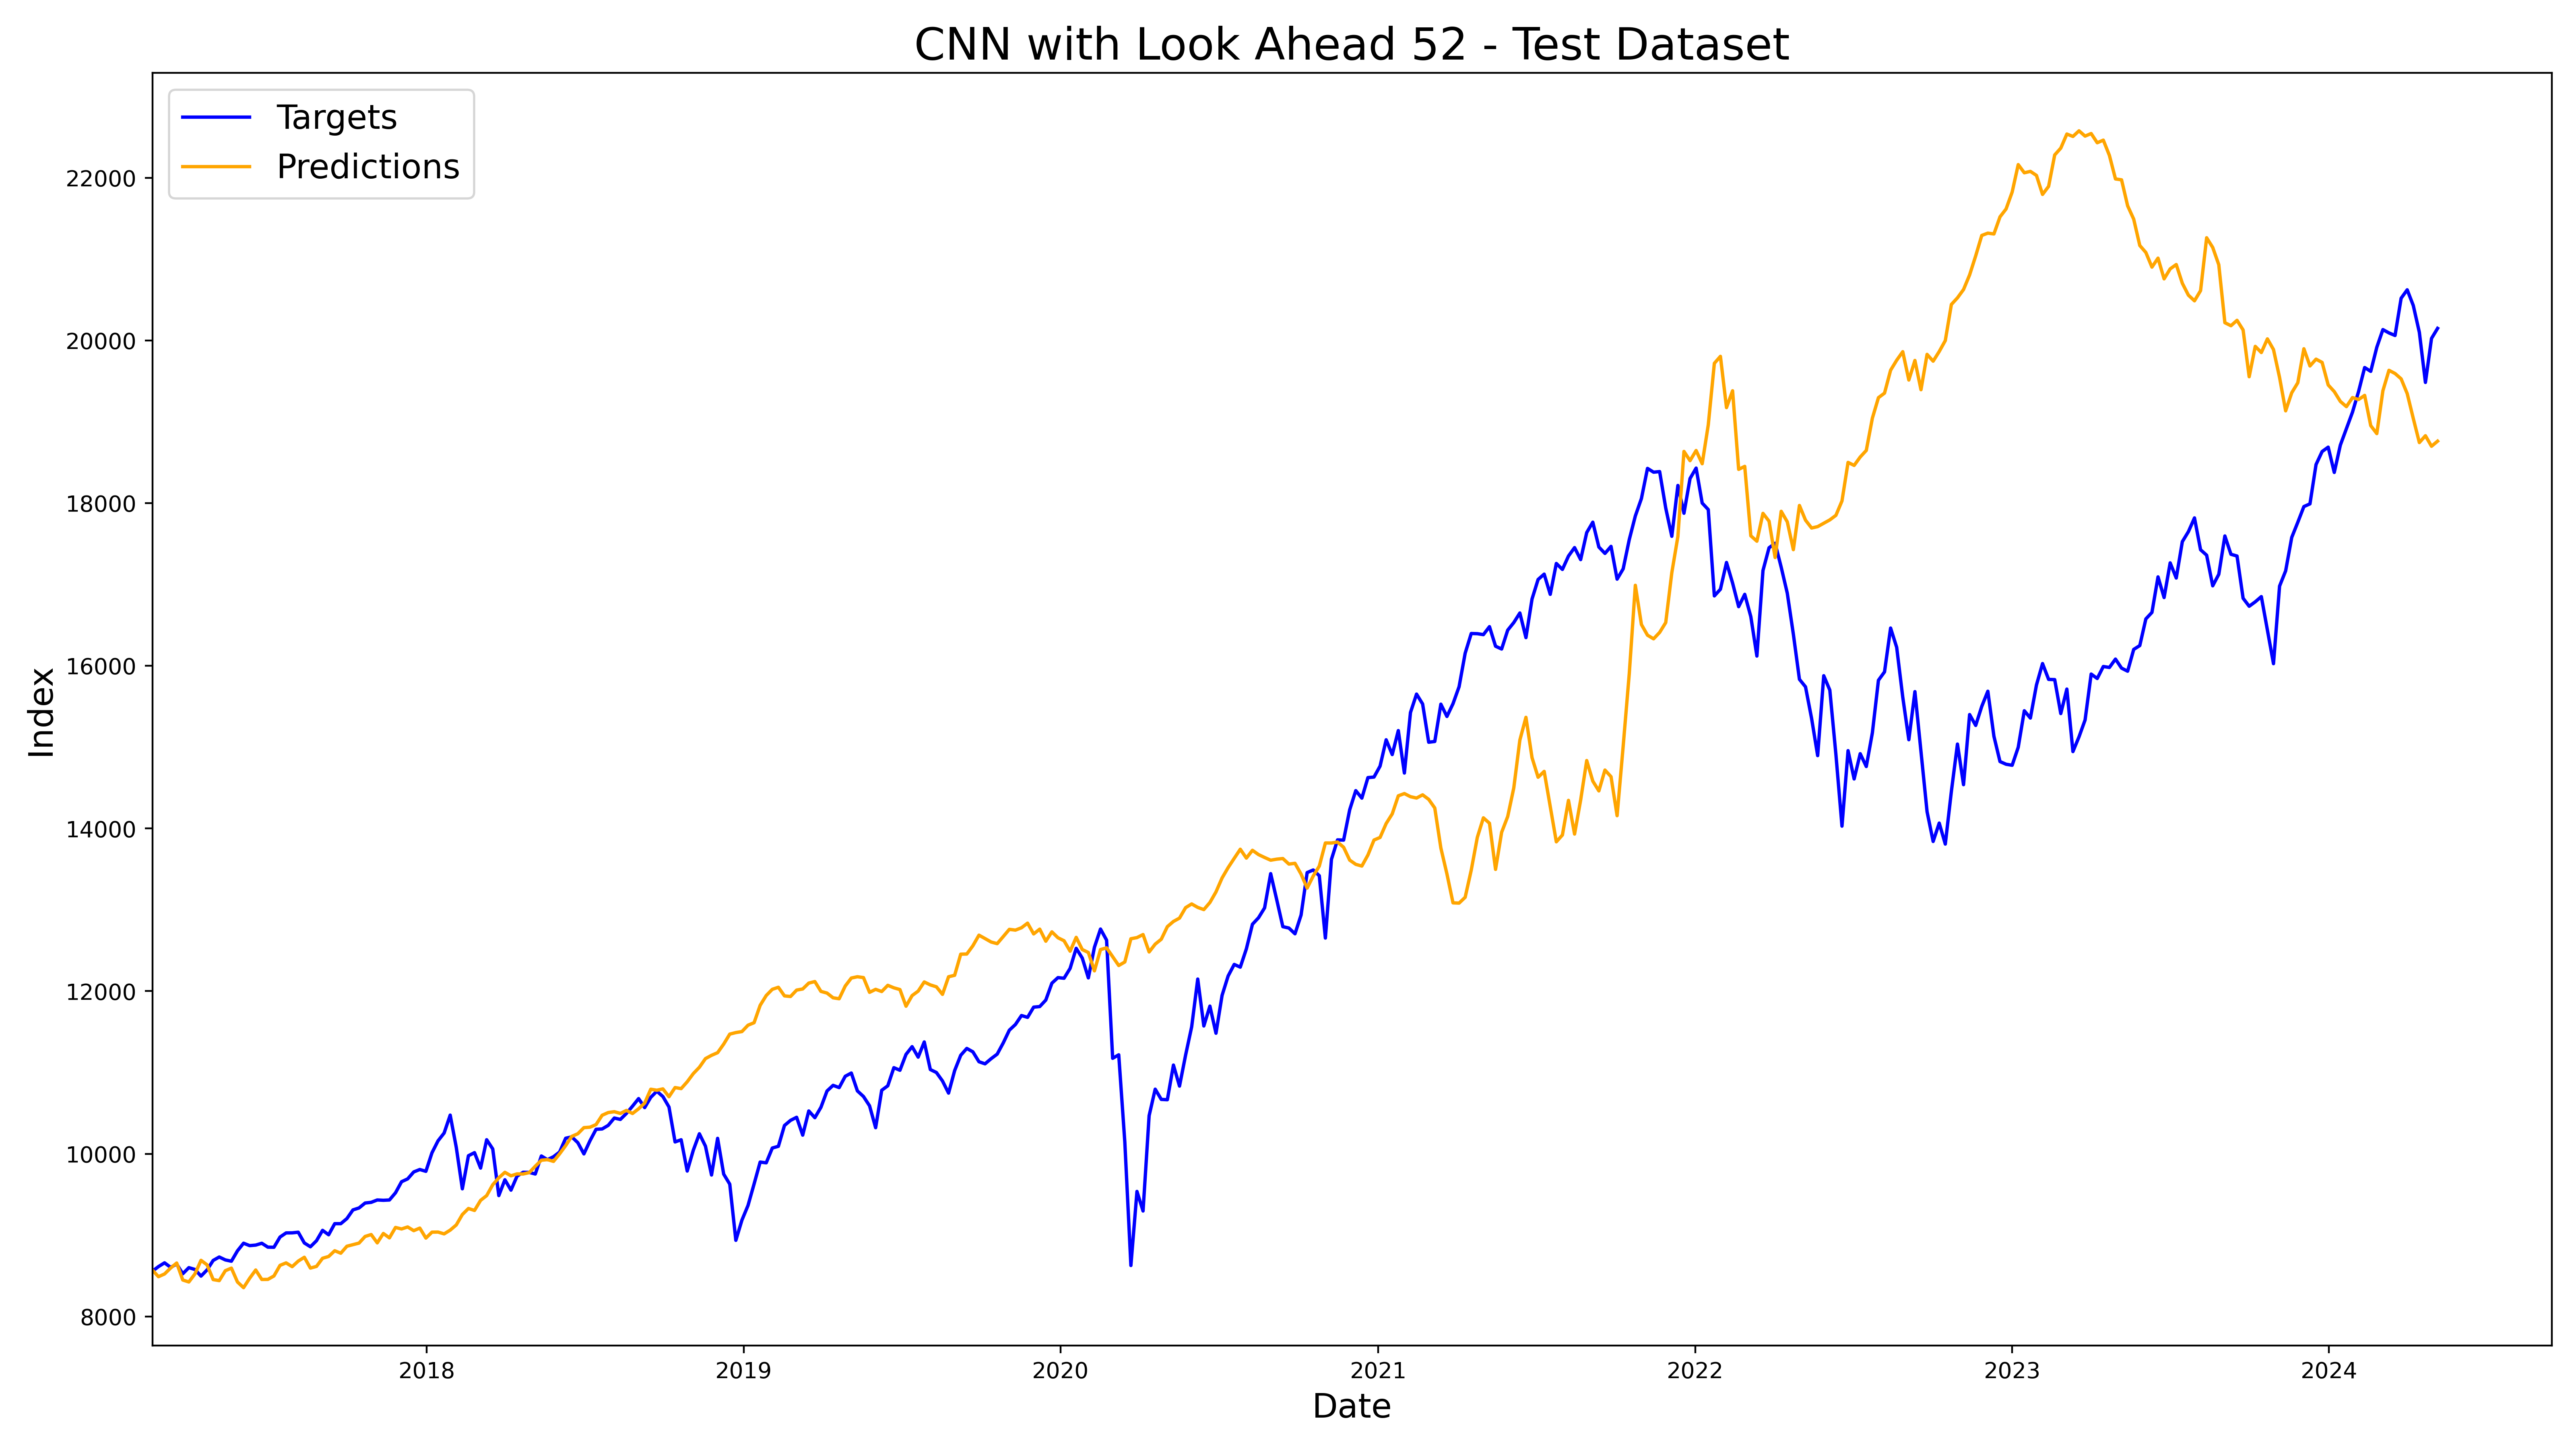 CNN with Look Ahead 52 - Test Dataset
Targets
Predictions
22000
20000
18000
16000
14000
12000
10000
8000
Index
2018 2019 2020 2021 2022 2023 2024
Date